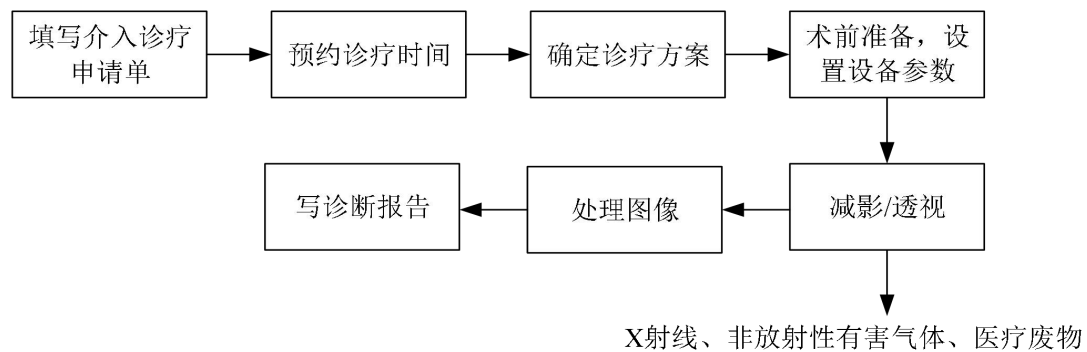 填写介入诊疗
申请单
预约诊疗时间
确定诊疗方案
术前准备，设
置设备参数
写诊断报告
处理图像
减影/透视
X射线、非放射性有害气体、医疗废物